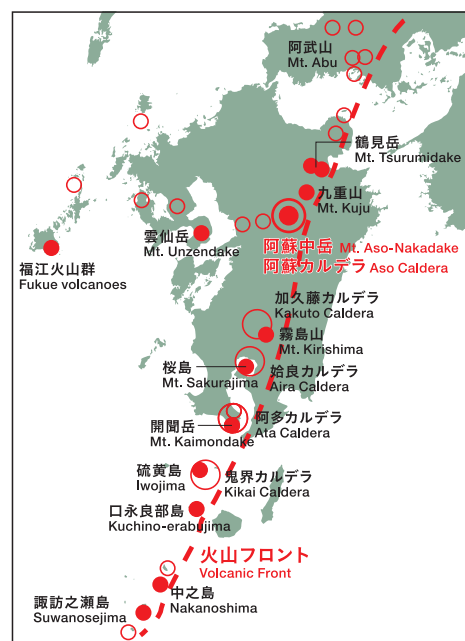 阿武山
Mt. Abu
鶴見岳
Mt. Tsurumidake
九重山
Mt. Kuju
雲仙岳
Mt. Unzendake
阿蘇中岳 Mt. Aso-Nakadake
阿蘇カルデラ Aso Caldera
福江火山群
Fukue volcanoes
加久藤カルデラ
Kakuto Caldera
霧島山
Mt. Kirishima
桜島
Mt. Sakurajima
姶良カルデラ
Aira Caldera
開聞岳
Mt. Kaimondake
阿多カルデラ
Ata Caldera
硫黄島
Iwojima
鬼界カルデラ
Kikai Caldera
口永良部島
Kuchino-erabujima
火山フロント
Volcanic Front
中之島
Nakanoshima
諏訪之瀬島
Suwanosejima